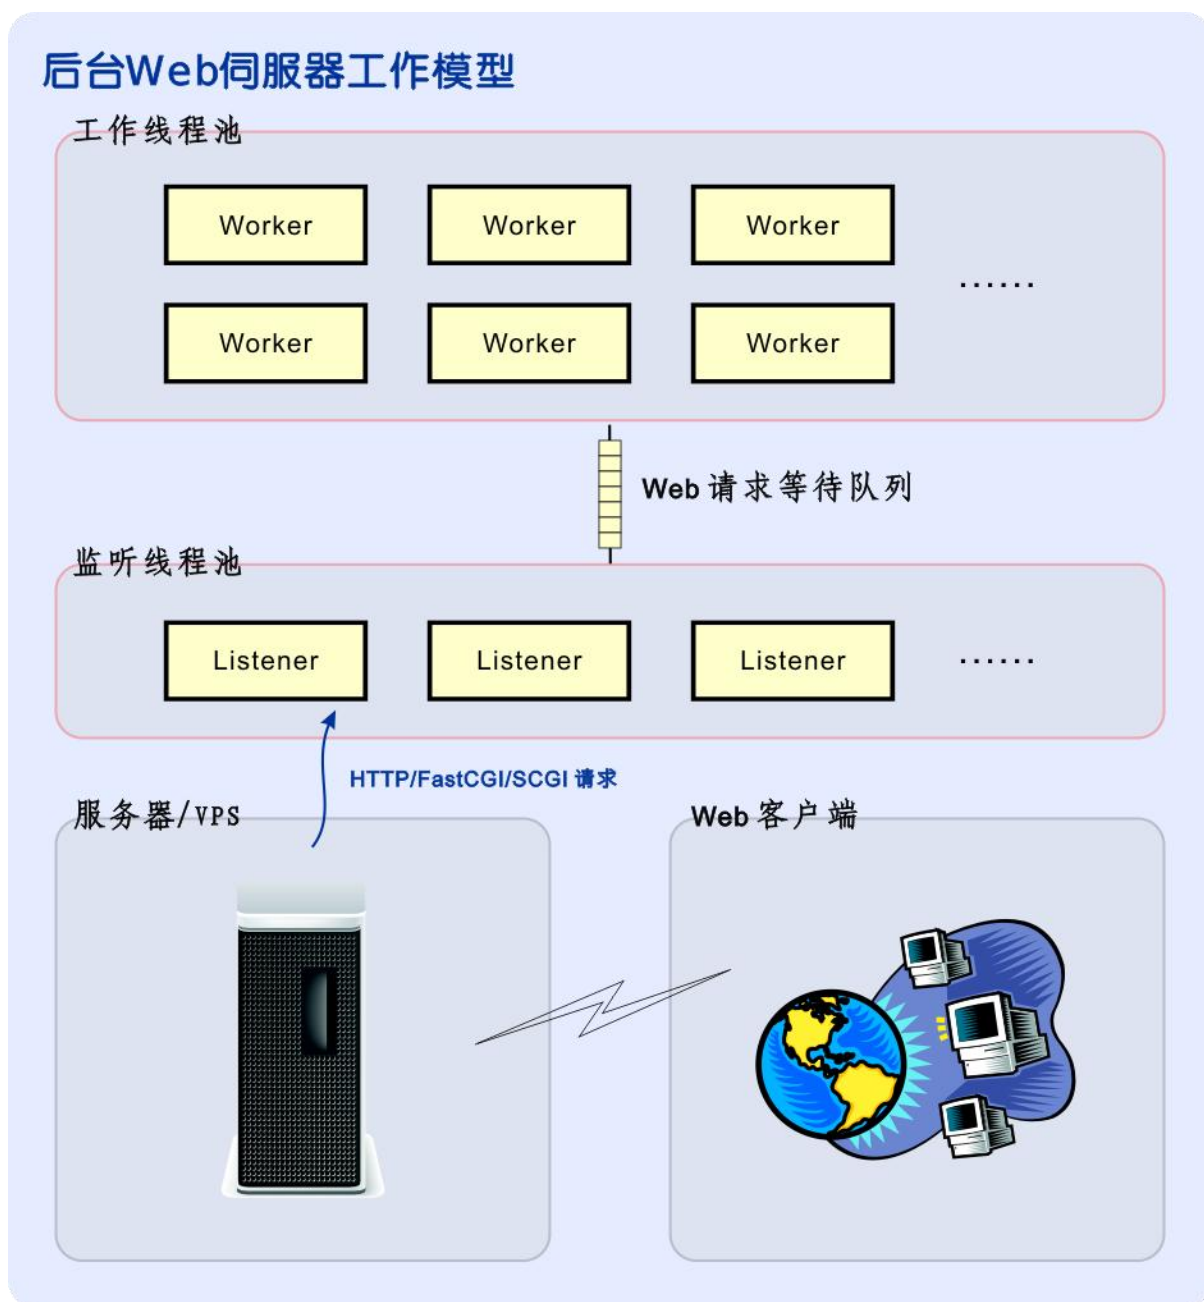 后台Web伺服器工作模型
工作线程池
Worker
Worker
Worker
......
Worker
Worker
Worker
Web 请求等待队列
监听线程池
Listener
Listener
Listener
......
HTTP/FastCGI/SCGI 请求
服务器/VPS
Web 客户端